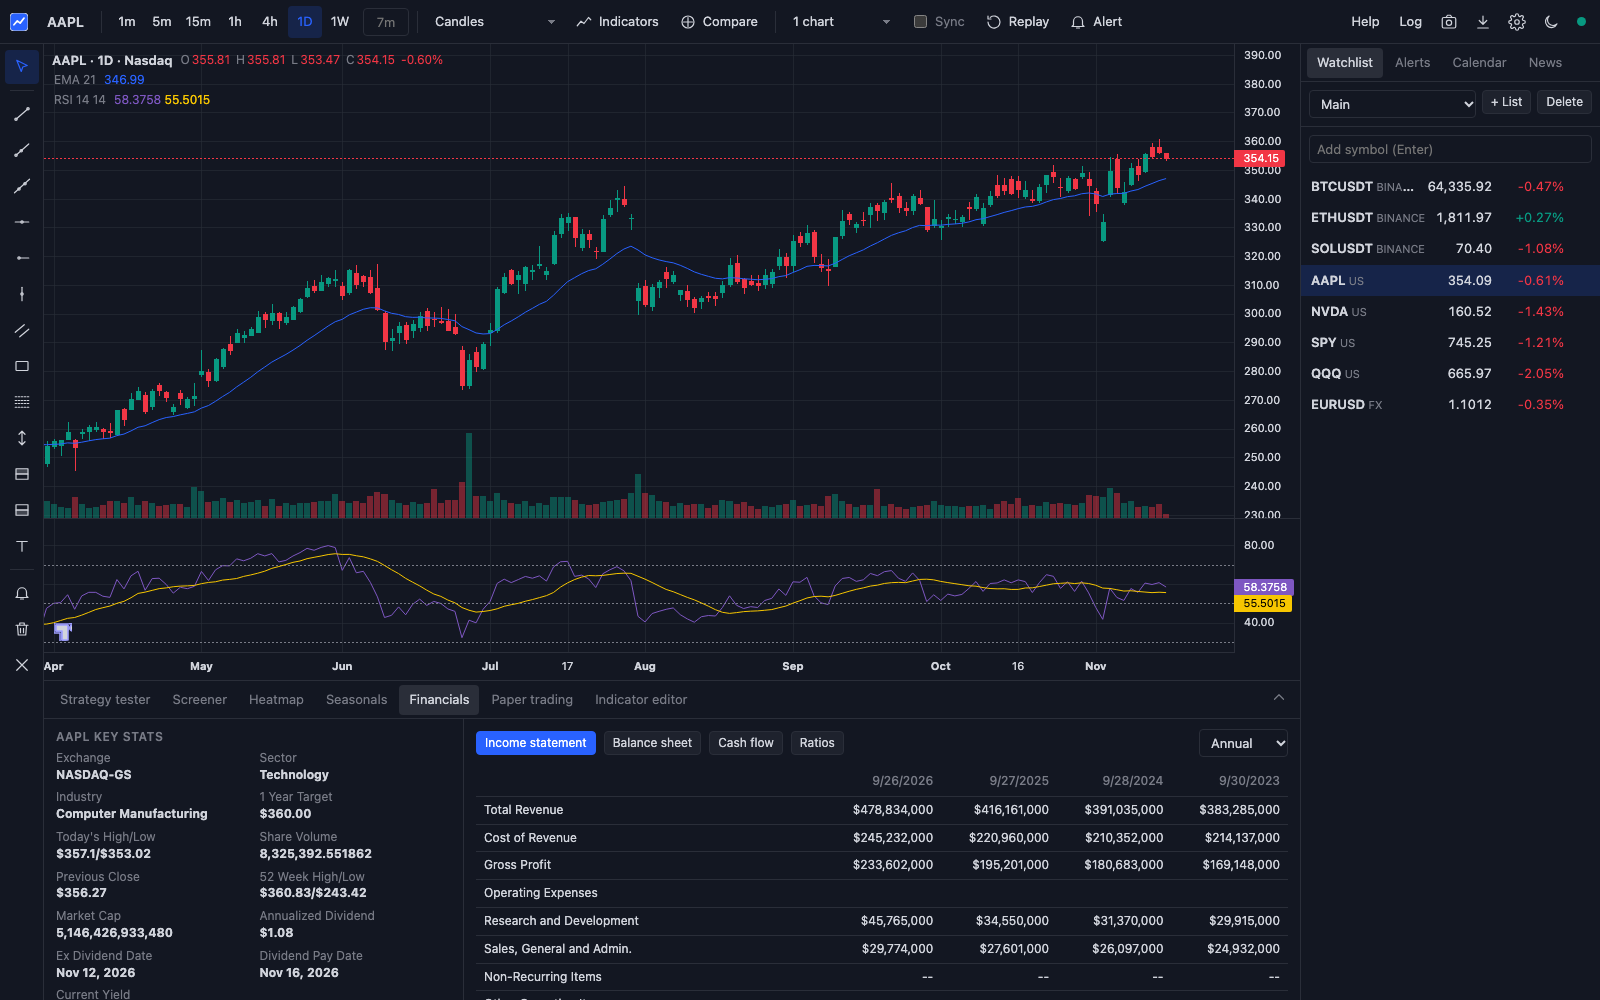 AAPL 1m 5m 15m 1h 4h 1D 1W 7m Candles Indicators Compare 1 chart Sync Replay Alert Help Log
AAPL · 1D · Nasdaq O 355.81 H 355.81 L 353.47 C 354.15 -0.60%
EMA 21 346.99
RSI 14 14 58.3758 55.5015
390.00
380.00
370.00
360.00
354.15
350.00
340.00
330.00
320.00
310.00
300.00
290.00
280.00
270.00
260.00
250.00
240.00
230.00
80.00
58.3758
55.5015
40.00
Apr May Jun Jul 17 Aug Sep Oct 16 Nov
Watchlist Alerts Calendar News
Main + List Delete
Add symbol (Enter)
BTCUSDT BINA... 64,335.92 -0.47%
ETHUSDT BINANCE 1,811.97 +0.27%
SOLUSDT BINANCE 70.40 -1.08%
AAPL US 354.09 -0.61%
NVDA US 160.52 -1.43%
SPY US 745.25 -1.21%
QQQ US 665.97 -2.05%
EURUSD FX 1.1012 -0.35%
Strategy tester Screener Heatmap Seasonals Financials Paper trading Indicator editor
AAPL KEY STATS
Exchange Sector
NASDAQ-GS Technology
Industry 1 Year Target
Computer Manufacturing $360.00
Today's High/Low Share Volume
$357.1/$353.02 8,325,392.551862
Previous Close 52 Week High/Low
$356.27 $360.83/$243.42
Market Cap Annualized Dividend
5,146,426,933,480 $1.08
Ex Dividend Date Dividend Pay Date
Nov 12, 2026 Nov 16, 2026
Current Yield
Income statement Balance sheet Cash flow Ratios Annual
9/26/2026 9/27/2025 9/28/2024 9/30/2023
Total Revenue $478,834,000 $416,161,000 $391,035,000 $383,285,000
Cost of Revenue $245,232,000 $220,960,000 $210,352,000 $214,137,000
Gross Profit $233,602,000 $195,201,000 $180,683,000 $169,148,000
Operating Expenses
Research and Development $45,765,000 $34,550,000 $31,370,000 $29,915,000
Sales, General and Admin. $29,774,000 $27,601,000 $26,097,000 $24,932,000
Non-Recurring Items -- -- -- --